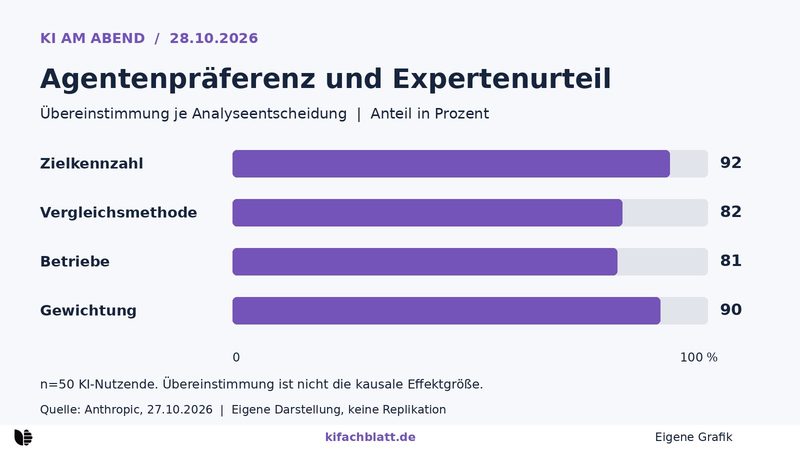 KI AM ABEND / 28.10.2026
Agentenpräferenz und Expertenurteil
Übereinstimmung je Analyseentscheidung | Anteil in Prozent
Zielkennzahl 92
Vergleichsmethode 82
Betriebe 81
Gewichtung 90
0 100 %
n=50 KI-Nutzende. Übereinstimmung ist nicht die kausale Effektgröße.
Quelle: Anthropic, 27.10.2026 | Eigene Darstellung, keine Replikation
kifachblatt.de Eigene Grafik